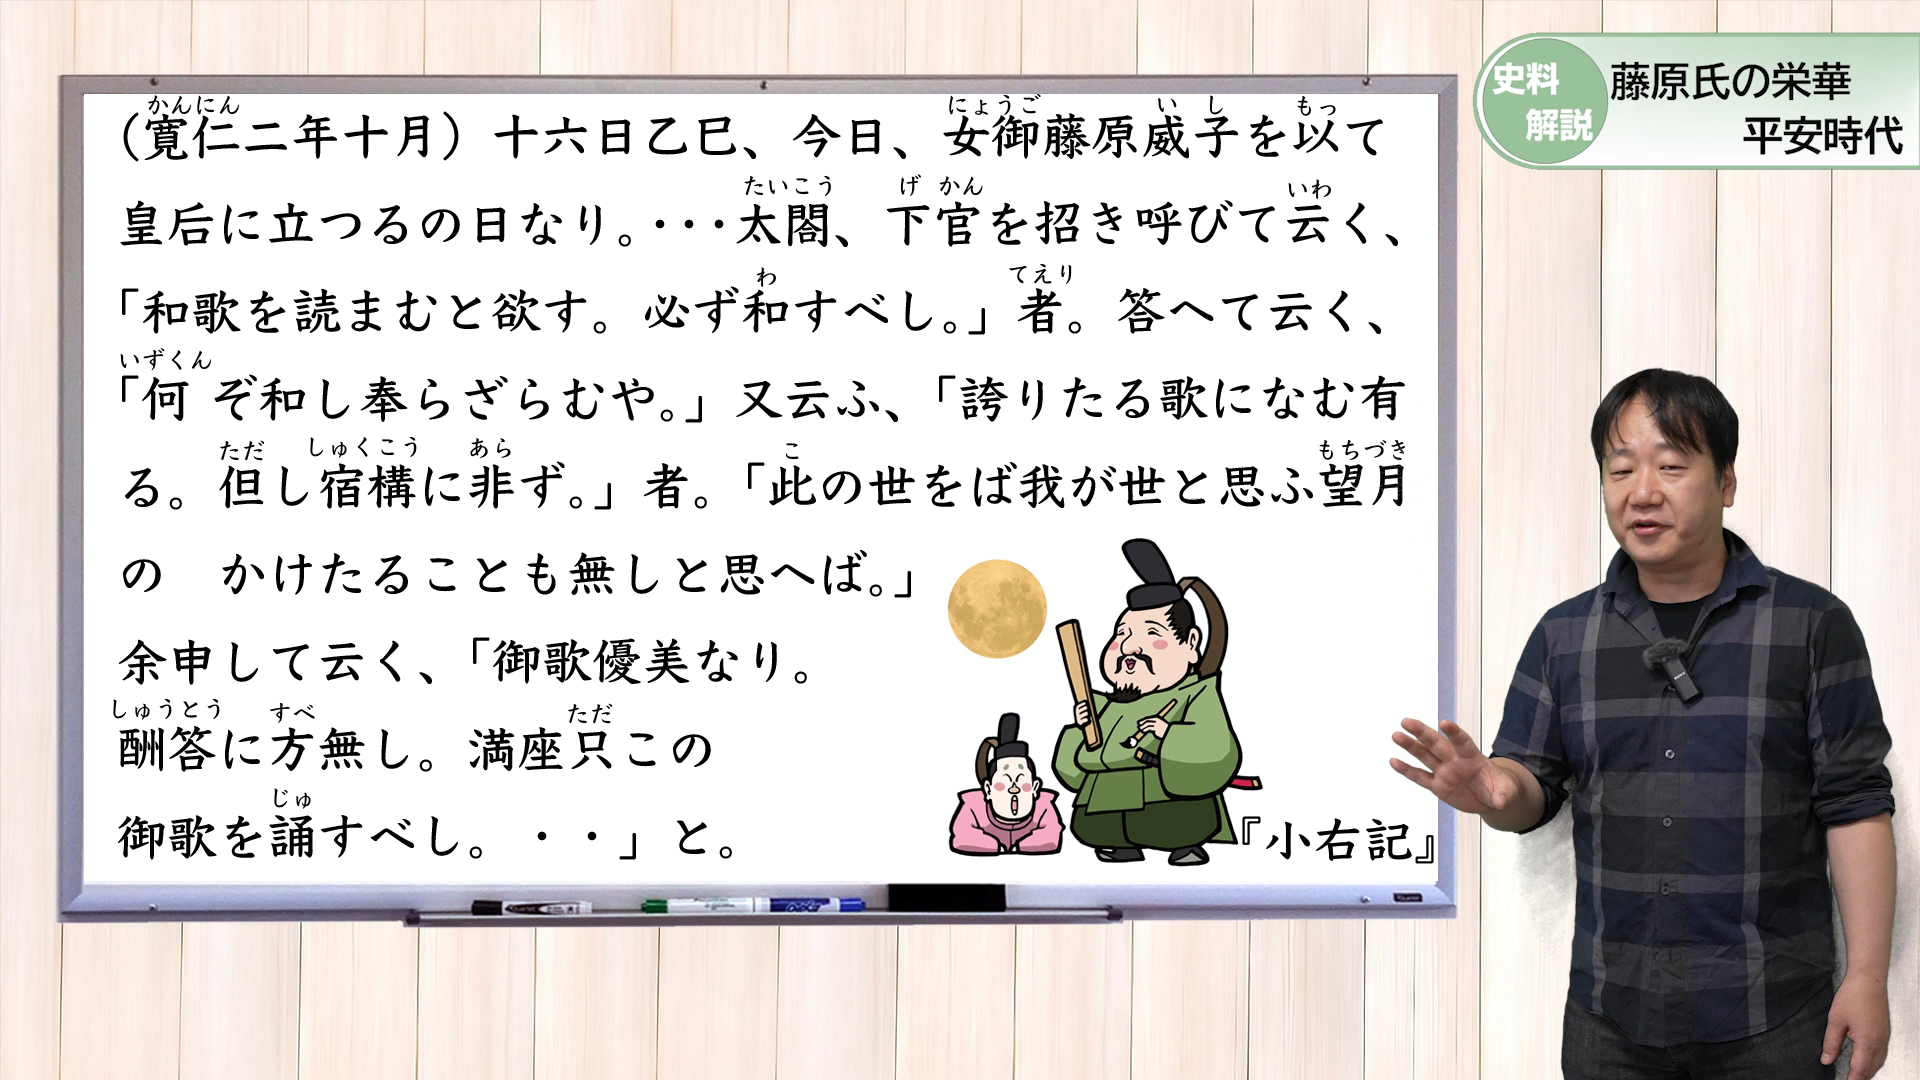 史料
解説
藤原氏の栄華
平安時代
（寛仁二年十月）十六日乙巳、今日、女御藤原威子を以て
かんにん にょうご い し もっ
皇后に立つるの日なり。・・・太閤、下官を招き呼びて云く、
たいこう げ かん いわ
「和歌を読まむと欲す。必ず和すべし。」者。答へて云く、
わ てえり
「何ぞ和し奉らざらむや。」又云ふ、「誇りたる歌になむ有
いずくん
る。但し宿構に非ず。」者。「此の世をば我が世と思ふ望月
ただ しゅくこう あら こ もちづき
の　かけたることも無しと思へば。」
余申して云く、「御歌優美なり。
酬答に方無し。満座只この
しゅうとう すべ ただ
御歌を誦すべし。・・」と。
じゅ
『小右記』